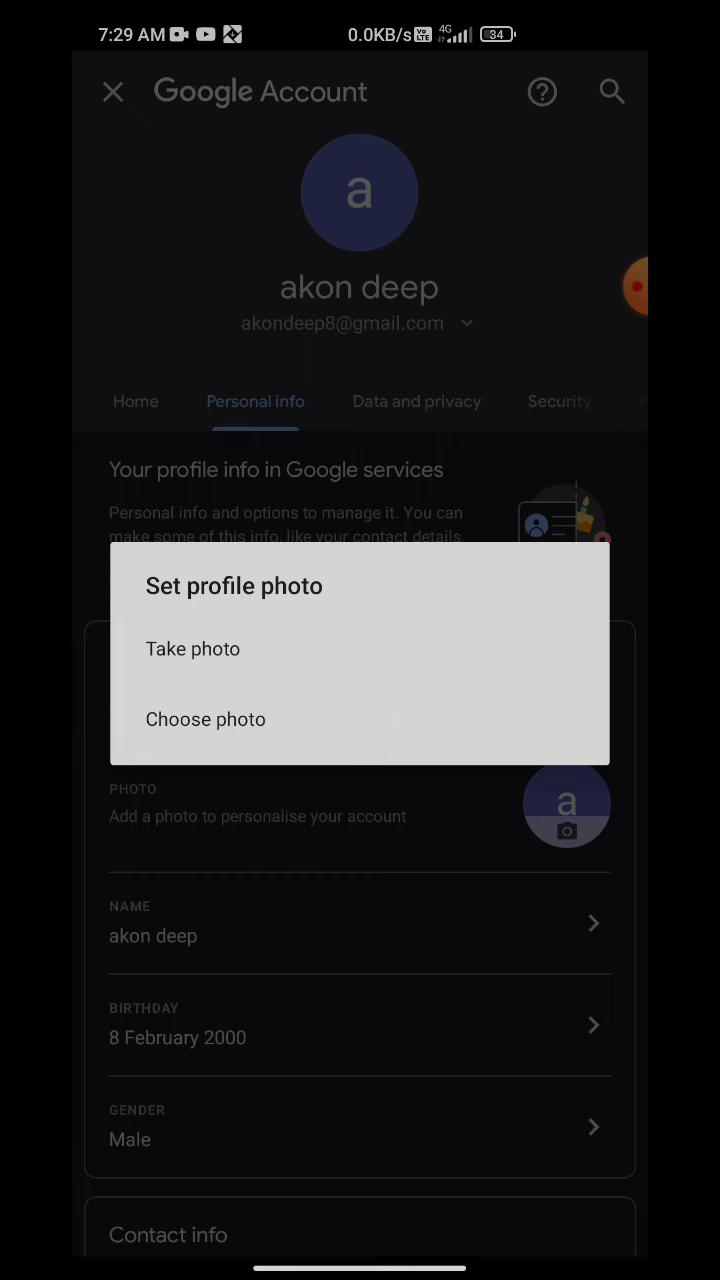 7:29 AM 0.0KB/s Vo LTE 4G 34
Google Account
a
akon deep
akondeep8@gmail.com
Home Personal info Data and privacy Security
Your profile info in Google services
Personal info and options to manage it. You can
make some of this info, like your contact details,
Set profile photo
Take photo
Choose photo
PHOTO
Add a photo to personalise your account
a
NAME
akon deep
BIRTHDAY
8 February 2000
GENDER
Male
Contact info